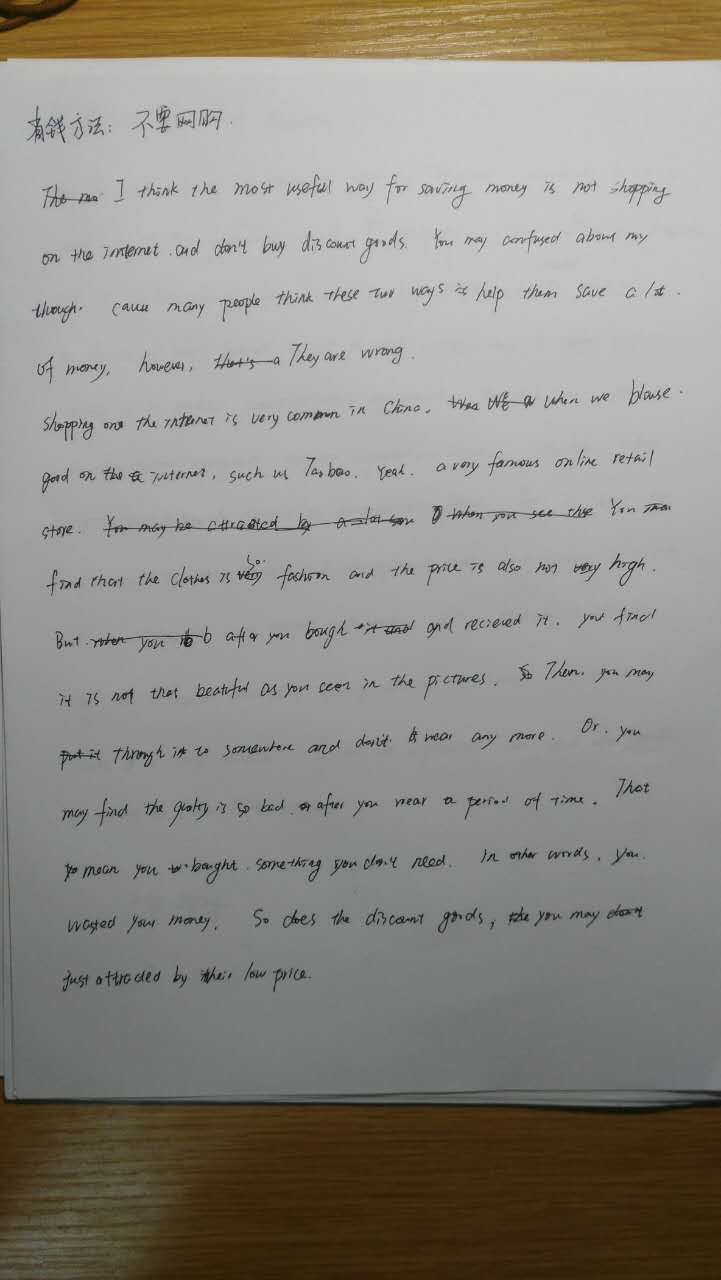 省钱方法: 不要网购.
I think the most useful way for saving money is not shopping
on the internet and don't buy discount goods. You may confused about my
though. cause many people think these two ways is help them save a lot.
of money, however, They are wrong.
shopping one the internet is very common in China. when we blouse.
good on the internet, such us Taobao. Yeah. a very famous online retail
store. You
find that the clothes is so fashion and the price is also not high.
But after you bough and recieved it, you find
it is not that beatiful as you seen in the pictures. Then, you may
through it to somewhere and don't wear any more. Or, you
may find the quality is so bad after you wear a period of time. That
mean you bought something you don't need. In other words, you.
wasted your money. So does the discount goods, you may
just attraded by their low price.